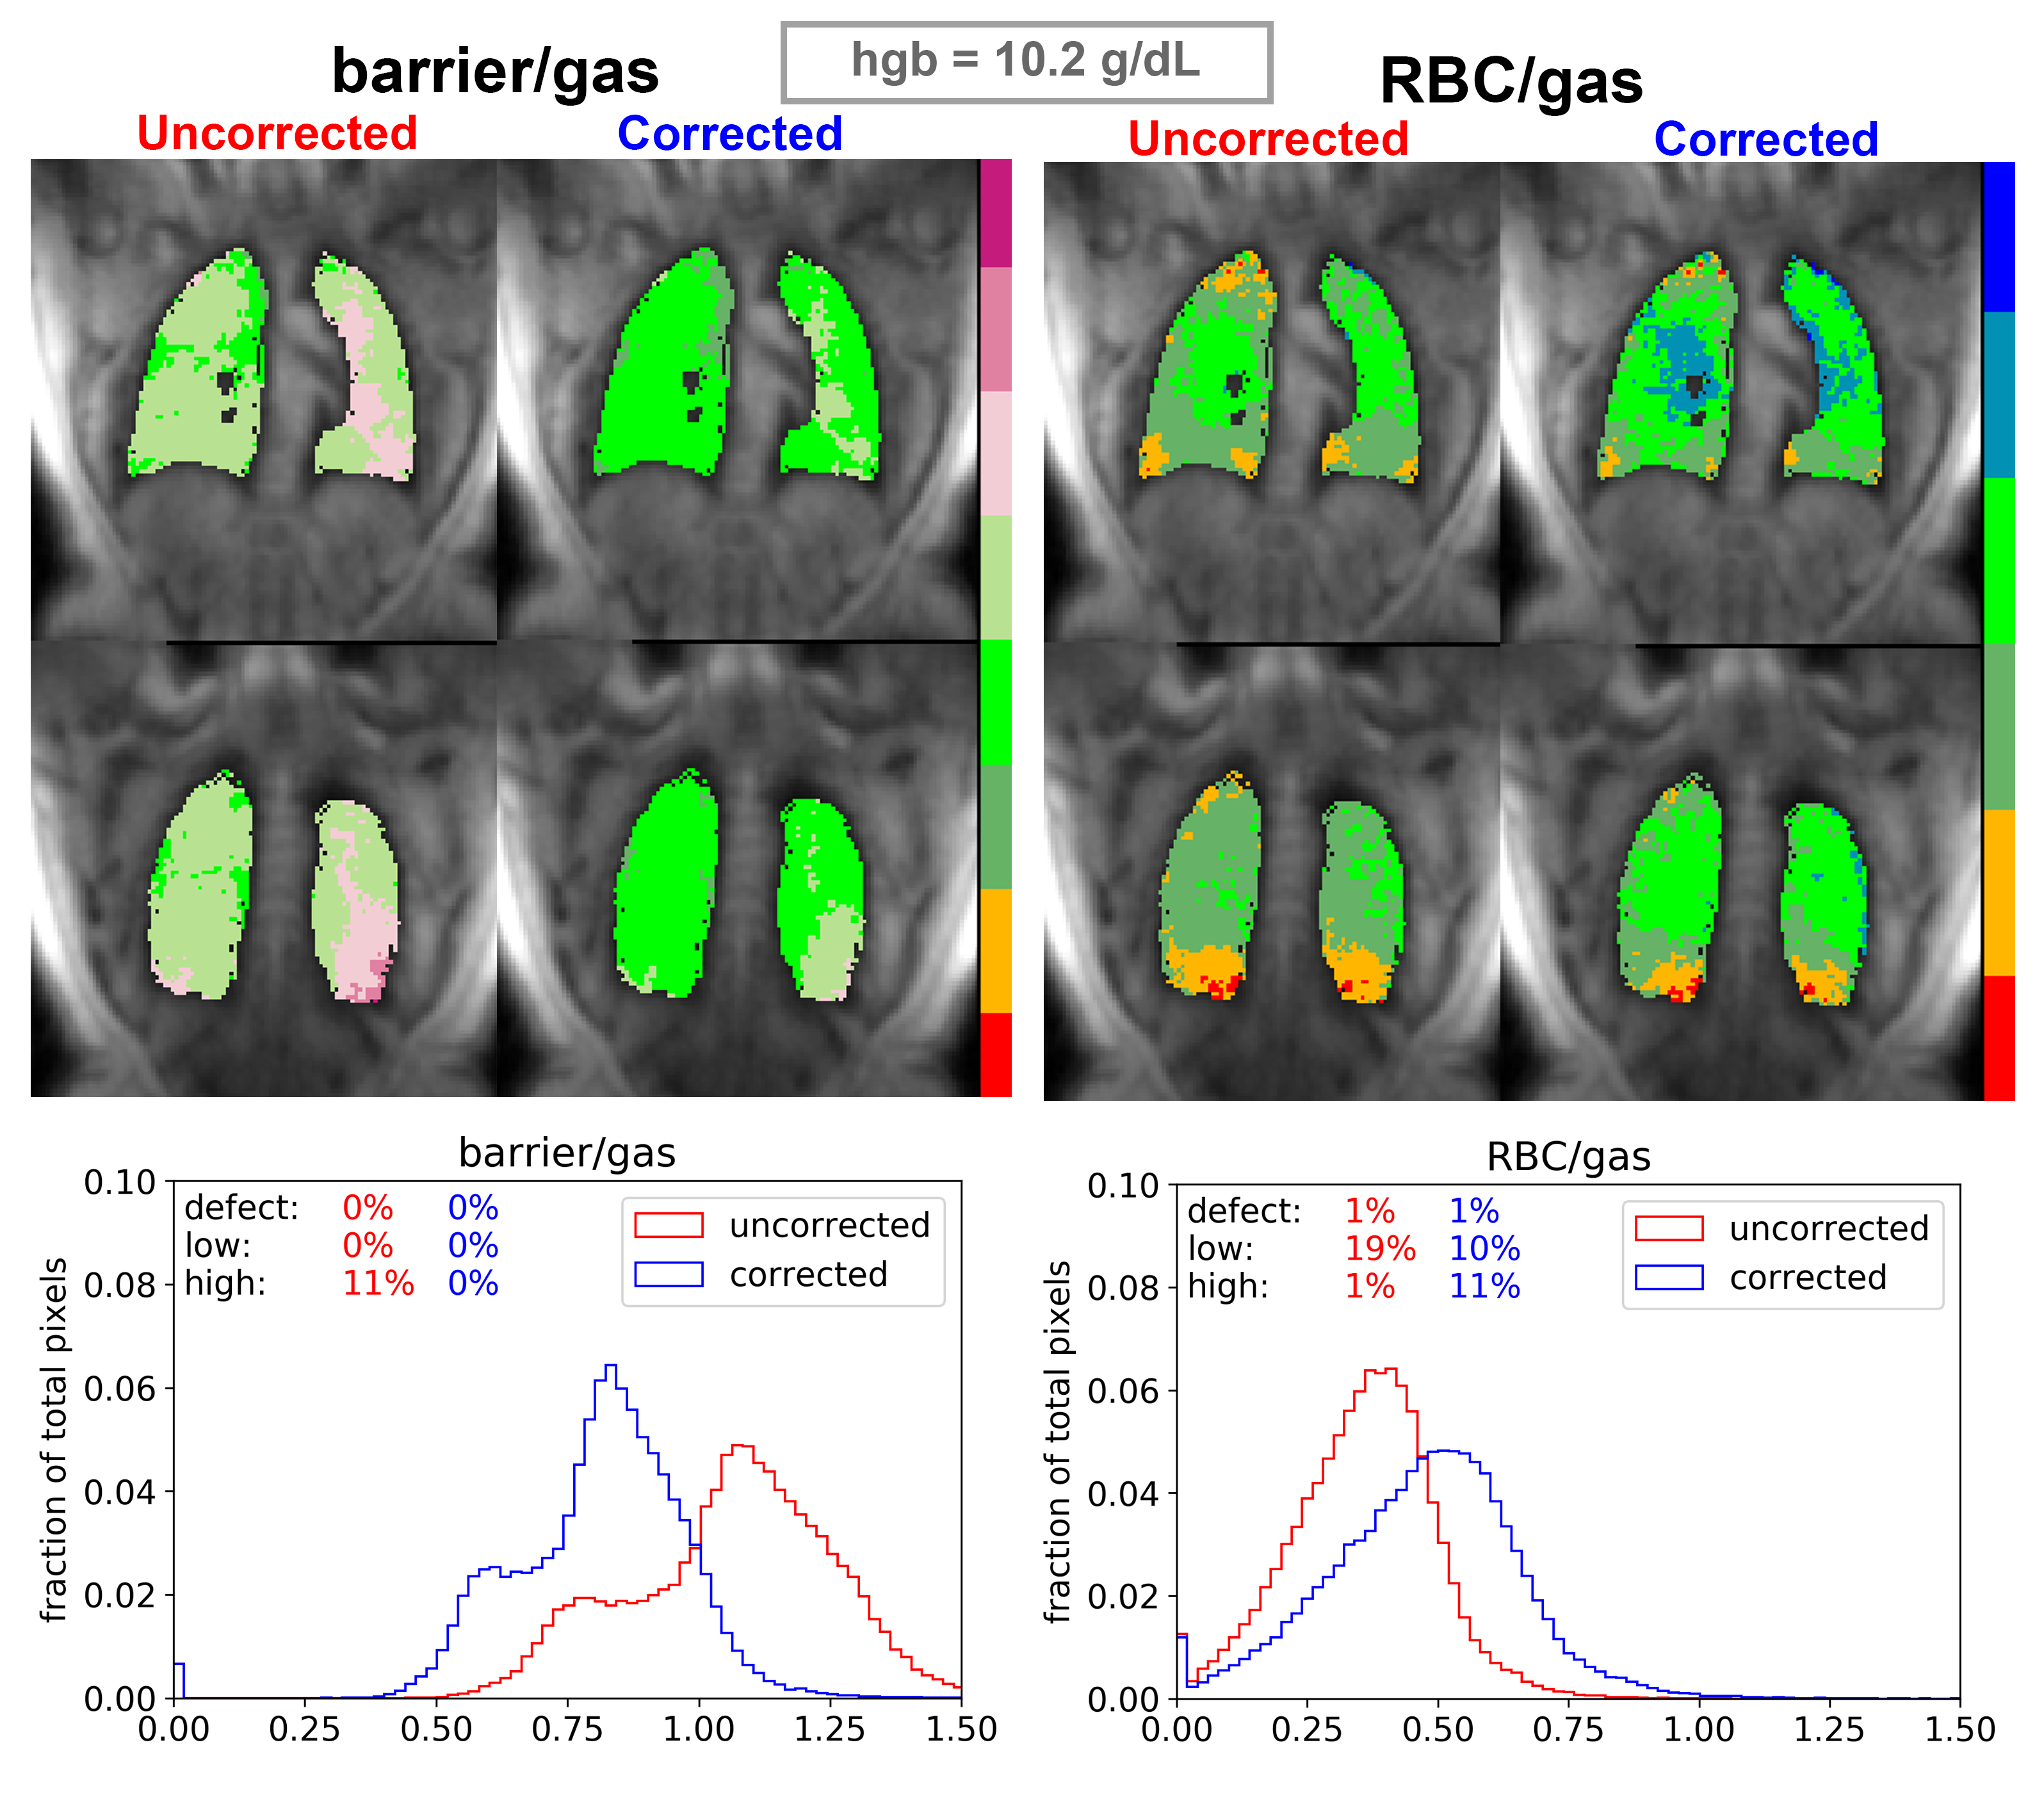 hgb = 10.2 g/dL
barrier/gas
RBC/gas
Uncorrected
Corrected
Uncorrected
Corrected
barrier/gas
0.10
0.08
0.06
0.04
0.02
0.00
fraction of total pixels
defect: 0% 0%
low: 0% 0%
high: 11% 0%
uncorrected
corrected
0.00 0.25 0.50 0.75 1.00 1.25 1.50
RBC/gas
0.10
0.08
0.06
0.04
0.02
0.00
fraction of total pixels
defect: 1% 1%
low: 19% 10%
high: 1% 11%
uncorrected
corrected
0.00 0.25 0.50 0.75 1.00 1.25 1.50